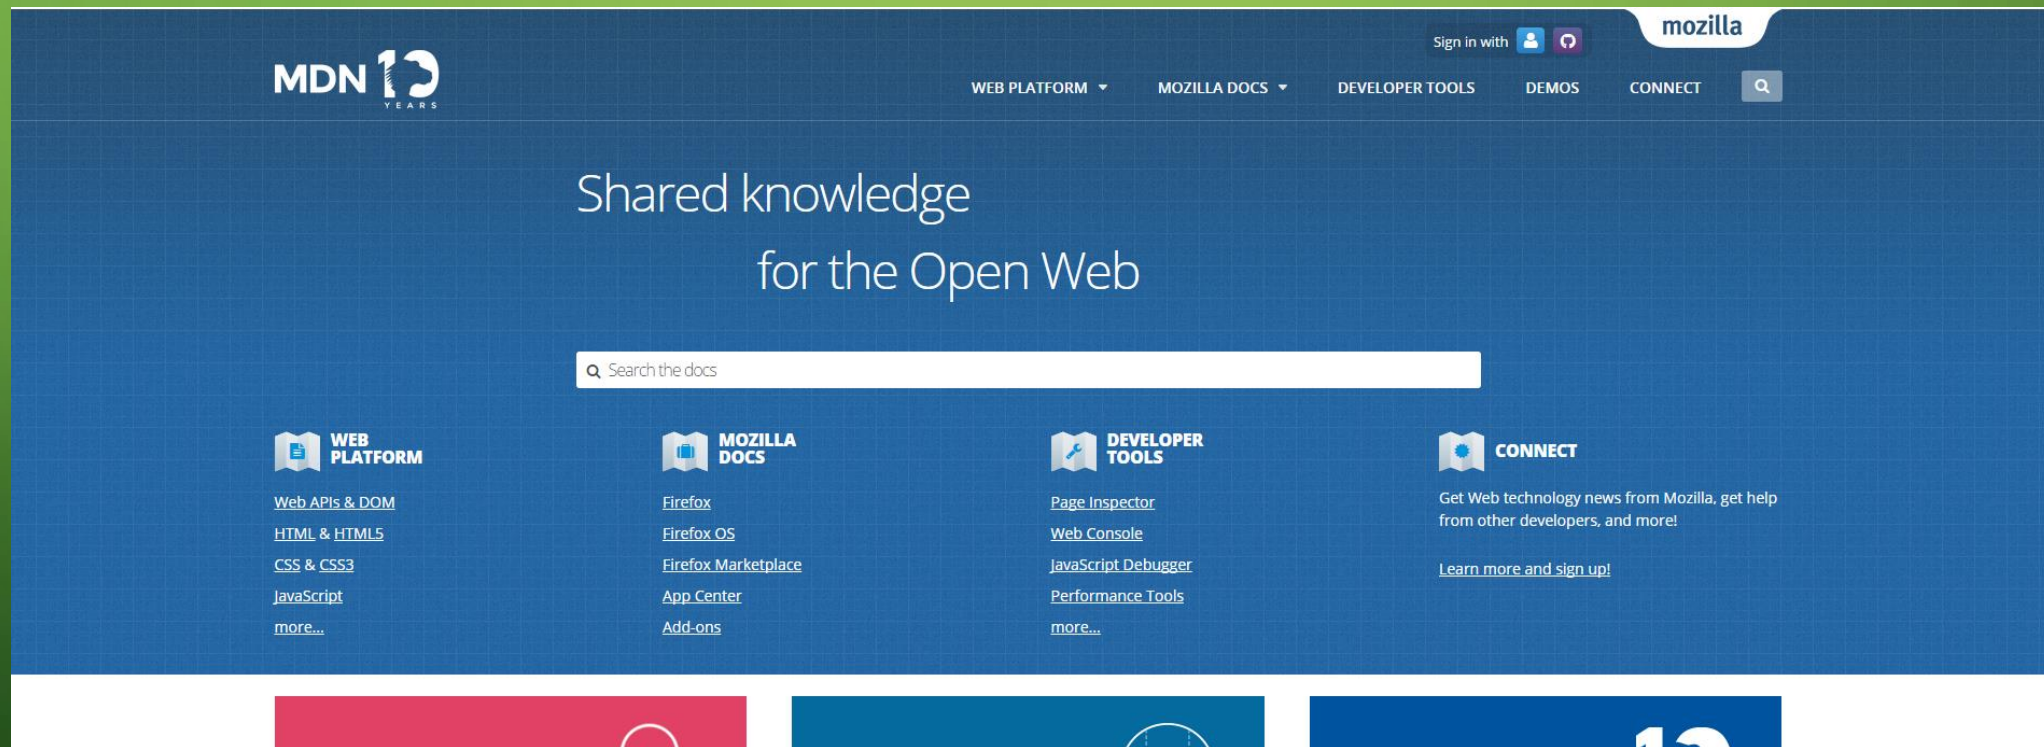 mozilla
Sign in with
MDN 10
YEARS
WEB PLATFORM MOZILLA DOCS DEVELOPER TOOLS DEMOS CONNECT
Shared knowledge
for the Open Web
Search the docs
WEB
PLATFORM
Web APIs & DOM
HTML & HTML5
CSS & CSS3
JavaScript
more...
MOZILLA
DOCS
Firefox
Firefox OS
Firefox Marketplace
App Center
Add-ons
DEVELOPER
TOOLS
Page Inspector
Web Console
JavaScript Debugger
Performance Tools
more...
CONNECT
Get Web technology news from Mozilla, get help
from other developers, and more!
Learn more and sign up!